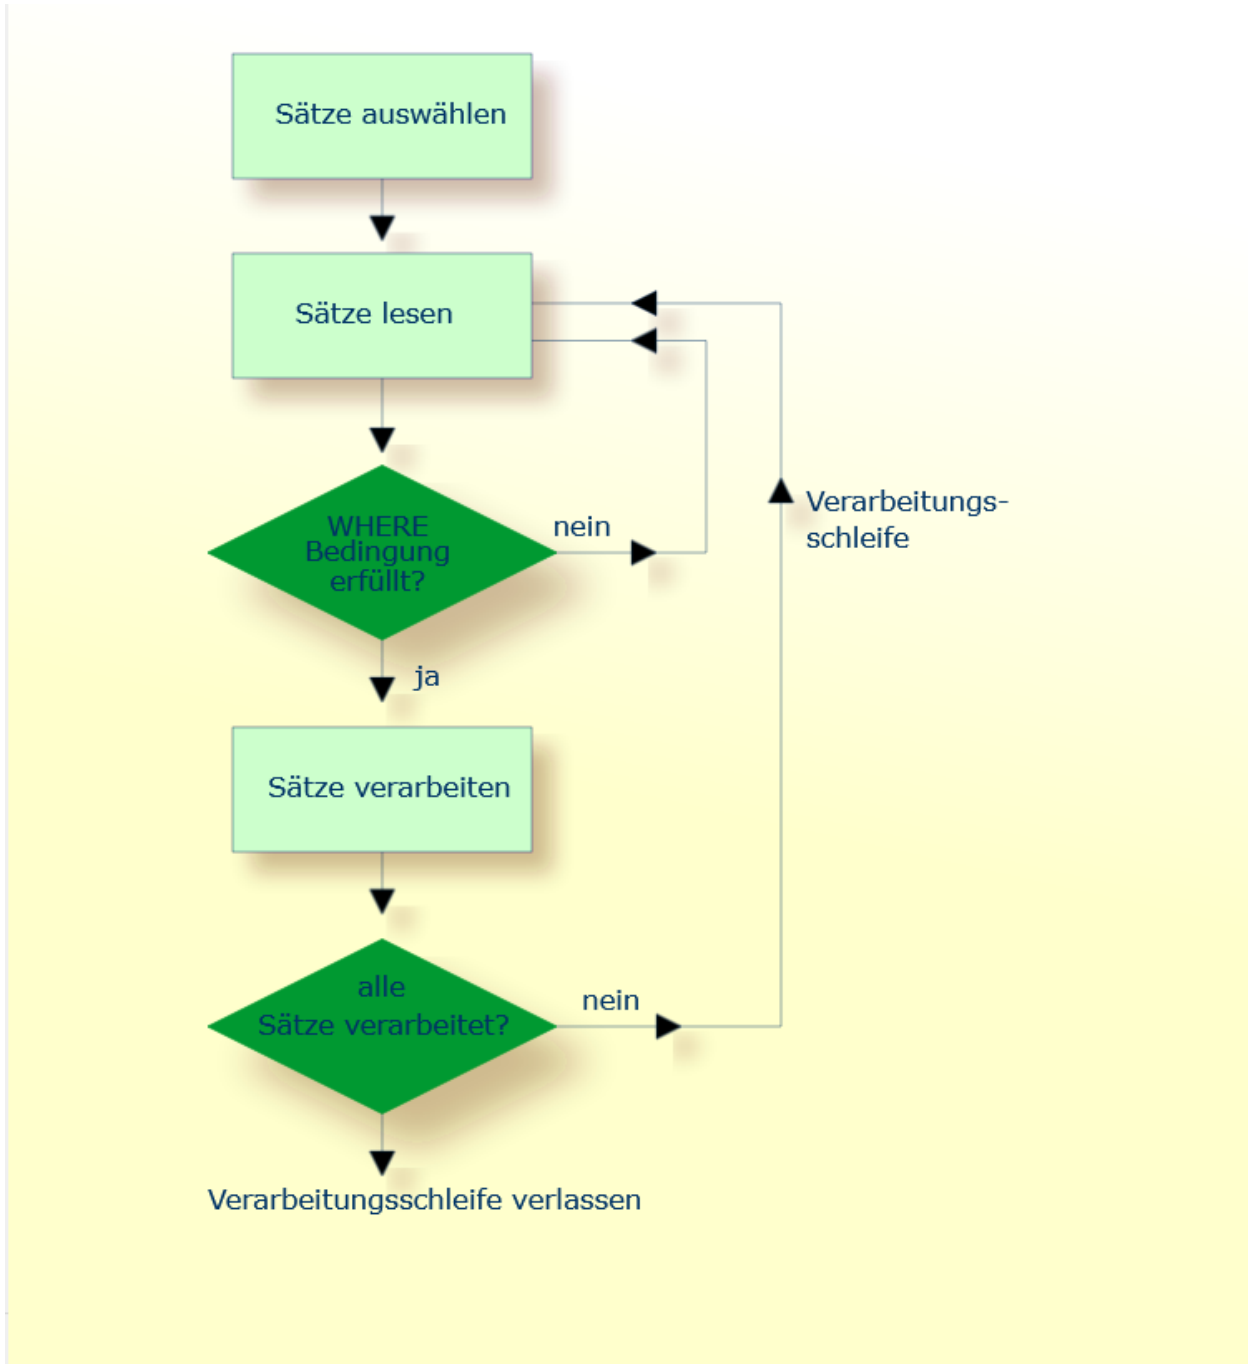 Sätze auswählen
Sätze lesen
WHERE
Bedingung
erfüllt?
nein
Verarbeitungs-
schleife
ja
Sätze verarbeiten
alle
Sätze verarbeitet?
nein
Verarbeitungsschleife verlassen